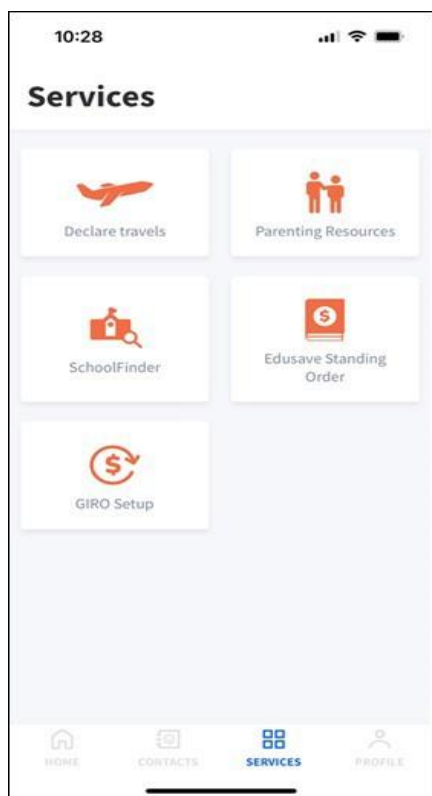 10:28
Services
Declare travels
Parenting Resources
SchoolFinder
Edusave Standing
Order
GIRO Setup
HOME
CONTACTS
SERVICES
PROFILE